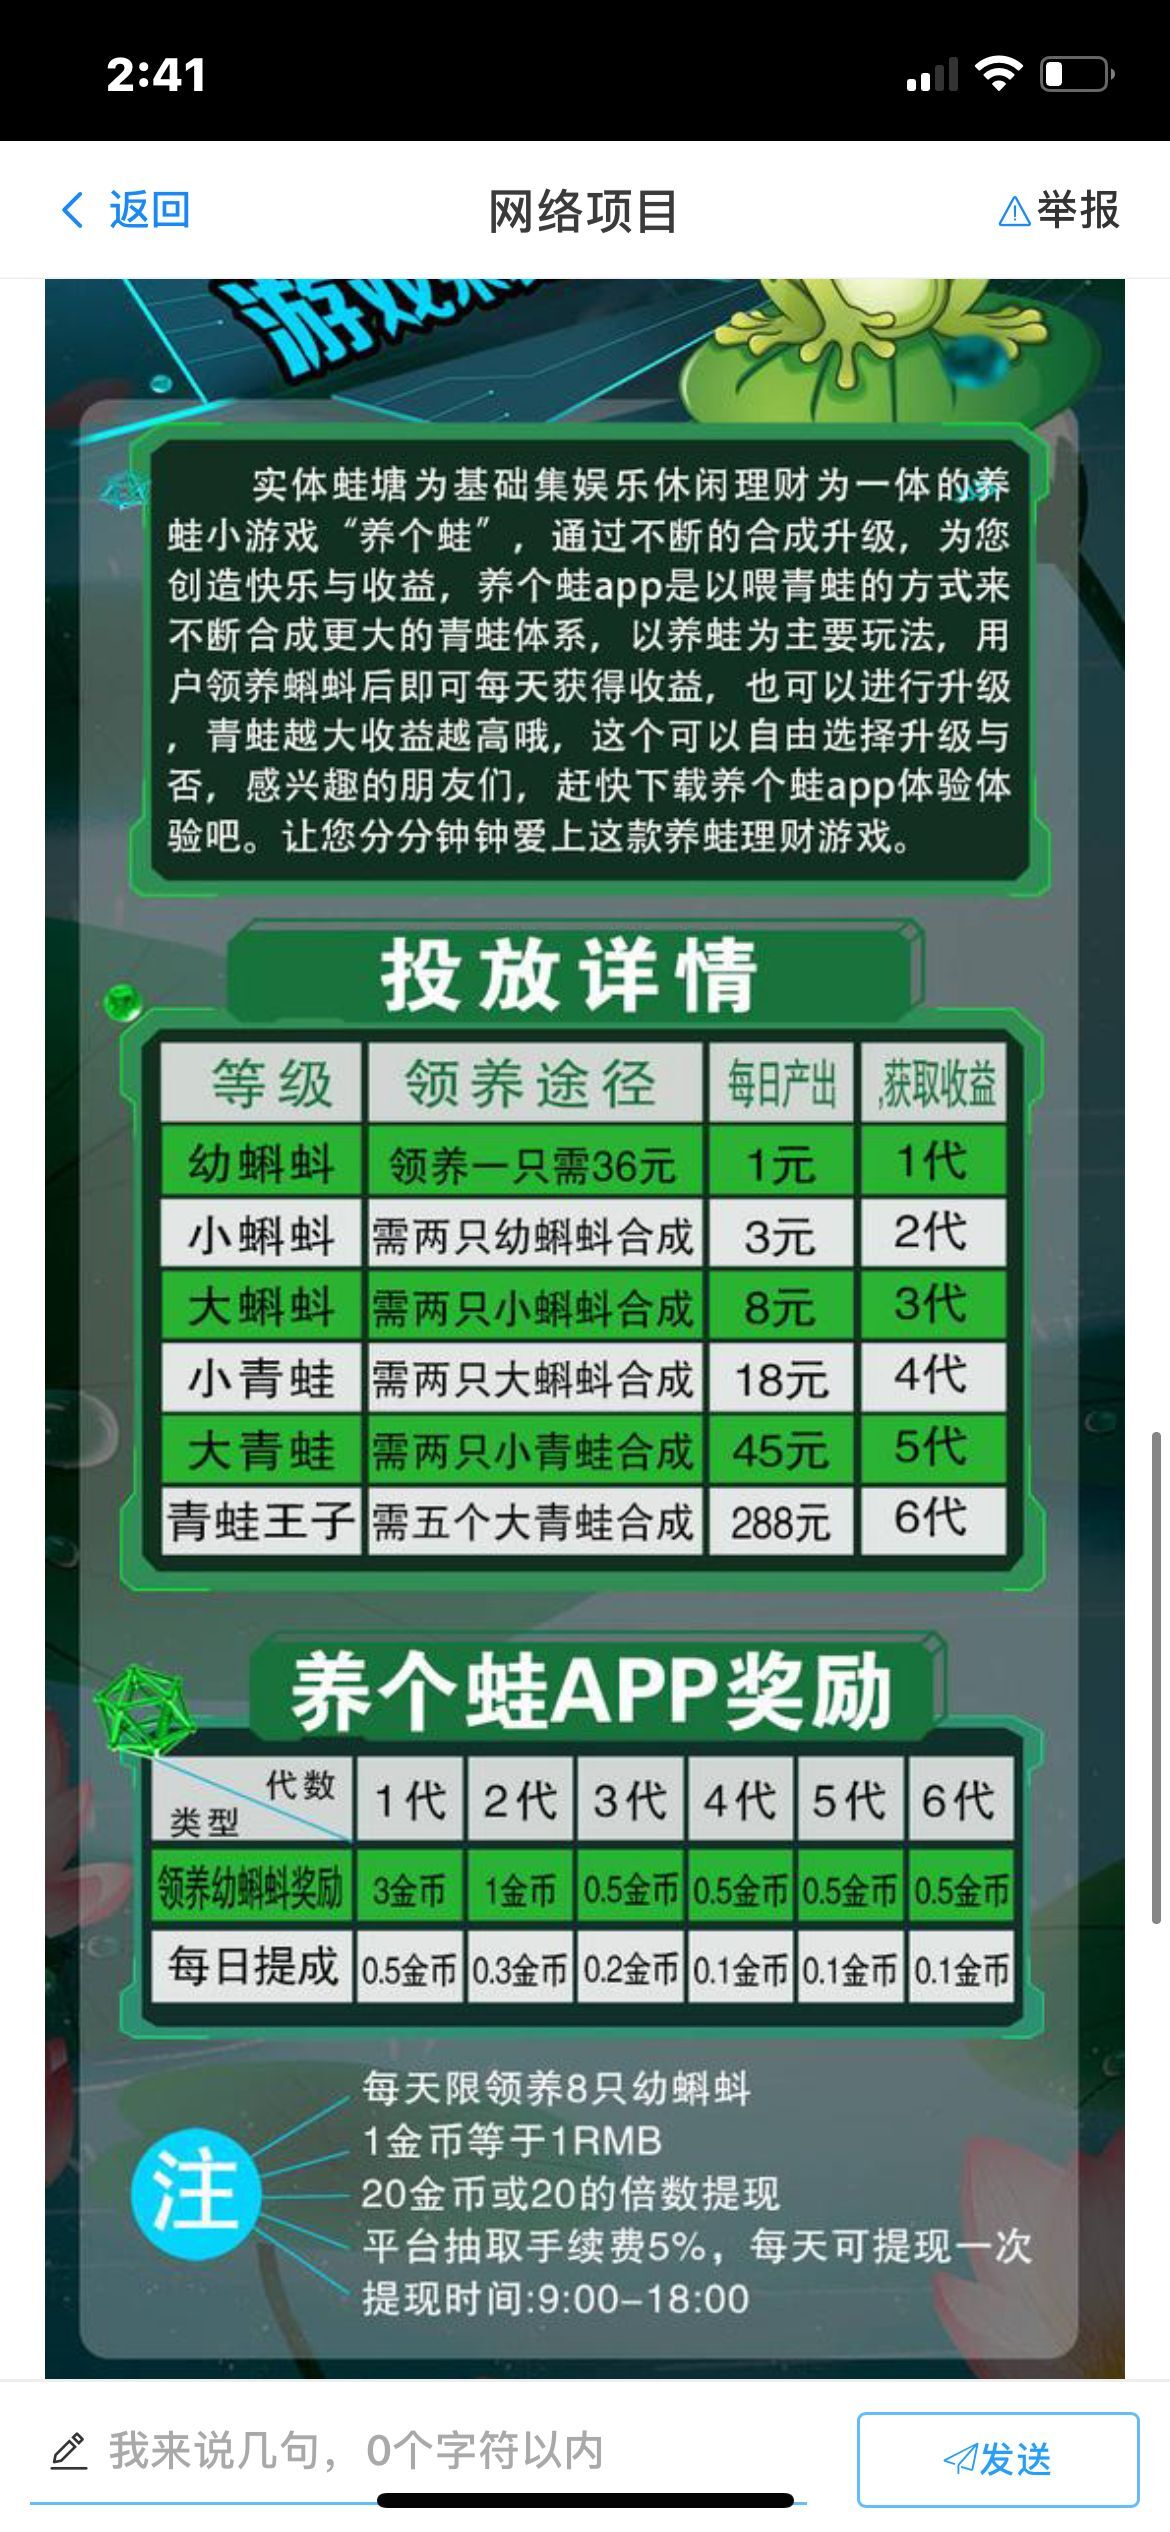 2:41
返回
网络项目
举报
实体蛙塘为基础集娱乐休闲理财为一体的养
蛙小游戏“养个蛙”，通过不断的合成升级，为您
创造快乐与收益，养个蛙app是以喂青蛙的方式来
不断合成更大的青蛙体系，以养蛙为主要玩法，用
户领养蝌蚪后即可每天获得收益，也可以进行升级
，青蛙越大收益越高哦，这个可以自由选择升级与
否，感兴趣的朋友们，赶快下载养个蛙app体验体
验吧。让您分分钟钟爱上这款养蛙理财游戏。
投放详情
等级 领养途径 每日产出 ,获取收益
幼蝌蚪 领养一只需36元 1元 1代
小蝌蚪 需两只幼蝌蚪合成 3元 2代
大蝌蚪 需两只小蝌蚪合成 8元 3代
小青蛙 需两只大蝌蚪合成 18元 4代
大青蛙 需两只小青蛙合成 45元 5代
青蛙王子 需五个大青蛙合成 288元 6代
养个蛙APP奖励
代数
类型
1代 2代 3代 4代 5代 6代
领养幼蝌蚪奖励 3金币 1金币 0.5金币 0.5金币 0.5金币 0.5金币
每日提成 0.5金币 0.3金币 0.2金币 0.1金币 0.1金币 0.1金币
注
每天限领养8只幼蝌蚪
1金币等于1RMB
20金币或20的倍数提现
平台抽取手续费5%，每天可提现一次
提现时间:9:00-18:00
我来说几句，0个字符以内
发送